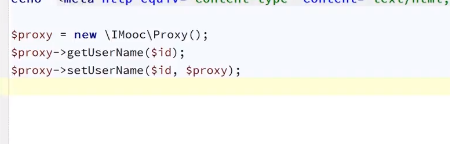 $proxy = new \IMooc\Proxy();
$proxy->getUserName($id);
$proxy->setUserName($id, $proxy);